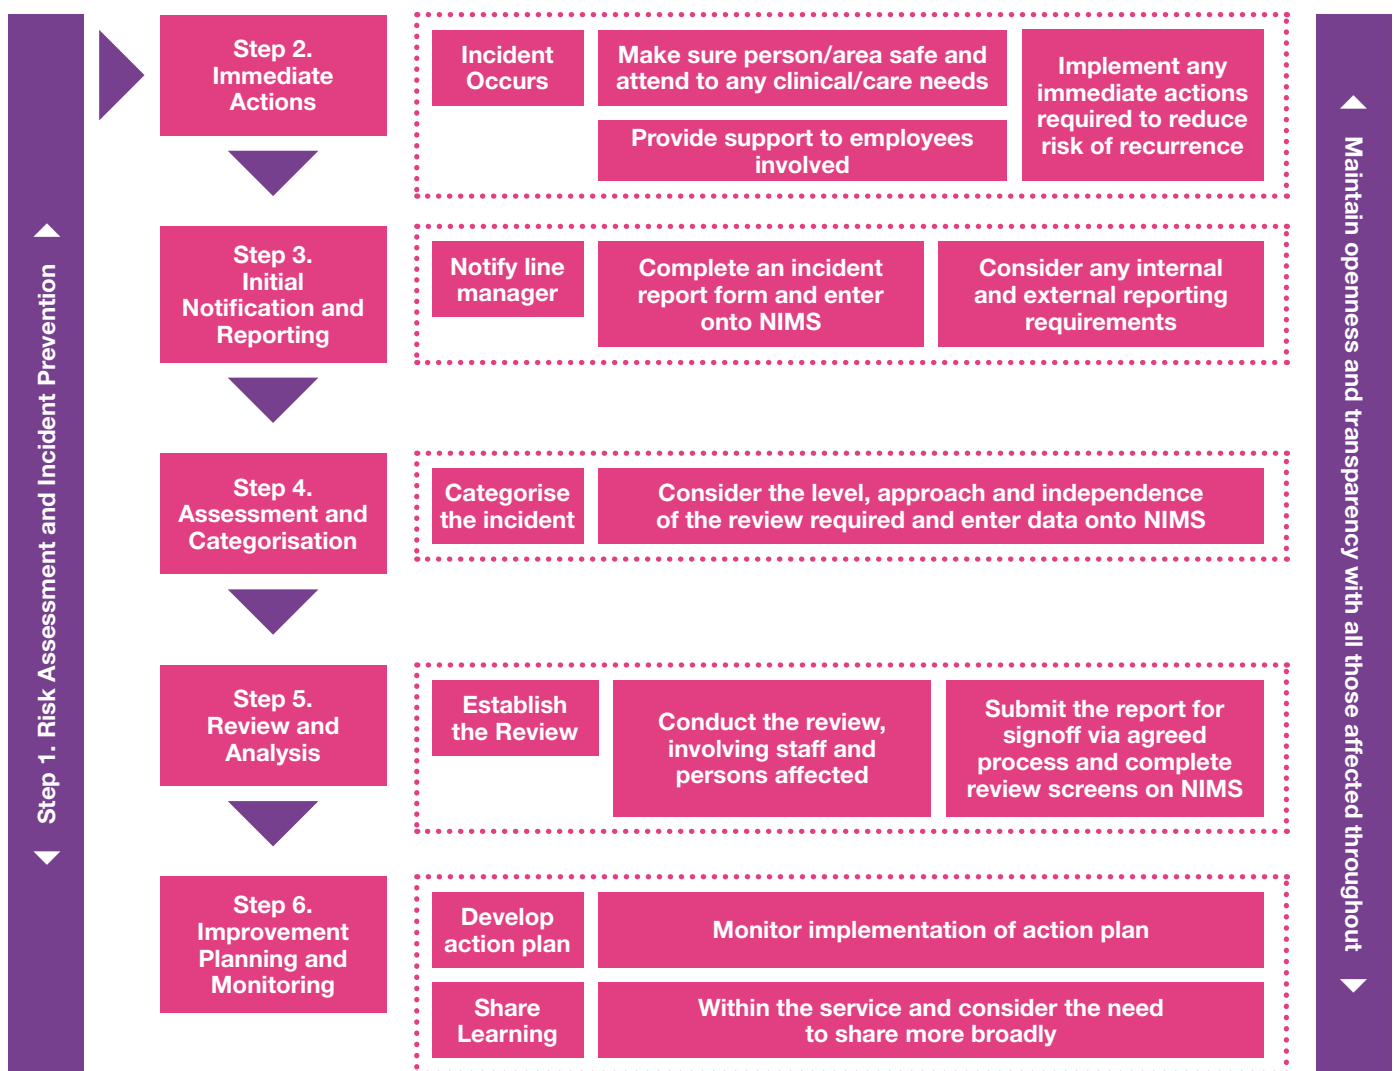 Step 1. Risk Assessment and Incident Prevention
Step 2.
Immediate
Actions
Incident
Occurs
Make sure person/area safe and
attend to any clinical/care needs
Provide support to employees
involved
Implement any
immediate actions
required to reduce
risk of recurrence
Step 3.
Initial
Notification and
Reporting
Notify line
manager
Complete an incident
report form and enter
onto NIMS
Consider any internal
and external reporting
requirements
Step 4.
Assessment and
Categorisation
Categorise
the incident
Consider the level, approach and independence
of the review required and enter data onto NIMS
Step 5.
Review and
Analysis
Establish
the Review
Conduct the review,
involving staff and
persons affected
Submit the report for
signoff via agreed
process and complete
review screens on NIMS
Step 6.
Improvement
Planning and
Monitoring
Develop
action plan
Monitor implementation of action plan
Share
Learning
Within the service and consider the need
to share more broadly
Maintain openness and transparency with all those affected throughout